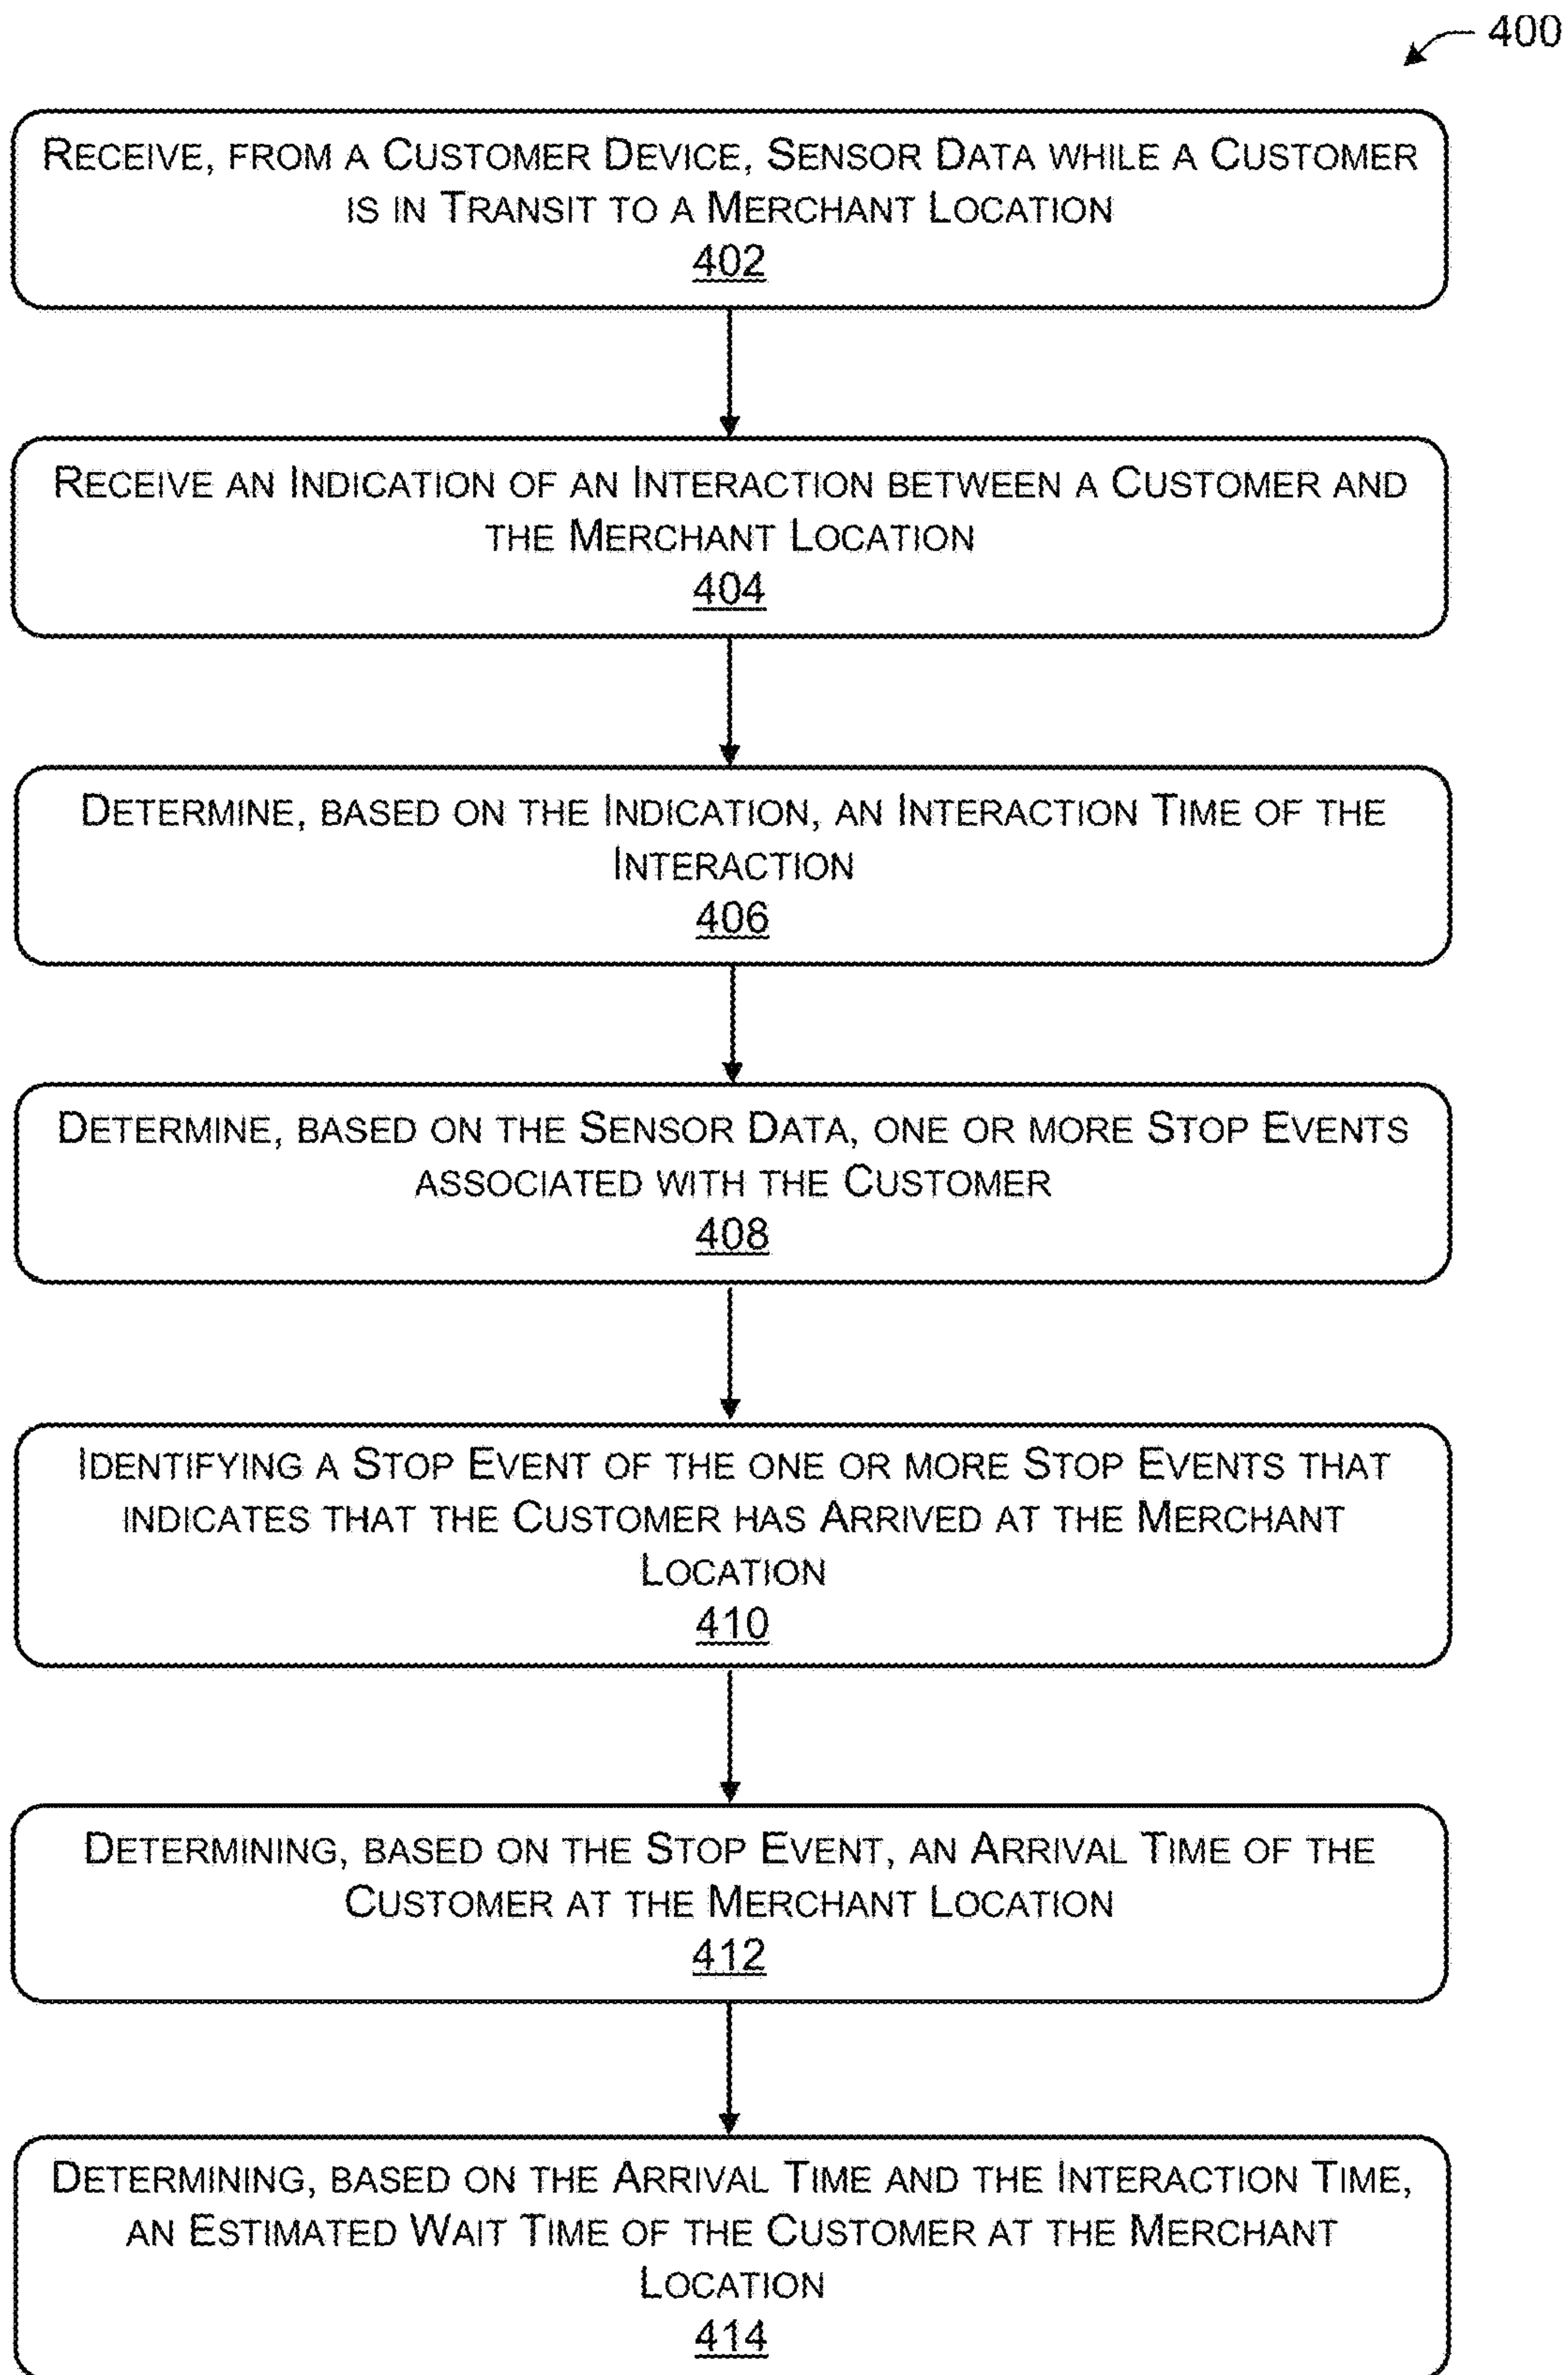 400
RECEIVE, FROM A CUSTOMER DEVICE, SENSOR DATA WHILE A CUSTOMER
IS IN TRANSIT TO A MERCHANT LOCATION
402
RECEIVE AN INDICATION OF AN INTERACTION BETWEEN A CUSTOMER AND
THE MERCHANT LOCATION
404
DETERMINE, BASED ON THE INDICATION, AN INTERACTION TIME OF THE
INTERACTION
406
DETERMINE, BASED ON THE SENSOR DATA, ONE OR MORE STOP EVENTS
ASSOCIATED WITH THE CUSTOMER
408
IDENTIFYING A STOP EVENT OF THE ONE OR MORE STOP EVENTS THAT
INDICATES THAT THE CUSTOMER HAS ARRIVED AT THE MERCHANT
LOCATION
410
DETERMINING, BASED ON THE STOP EVENT, AN ARRIVAL TIME OF THE
CUSTOMER AT THE MERCHANT LOCATION
412
DETERMINING, BASED ON THE ARRIVAL TIME AND THE INTERACTION TIME,
AN ESTIMATED WAIT TIME OF THE CUSTOMER AT THE MERCHANT
LOCATION
414